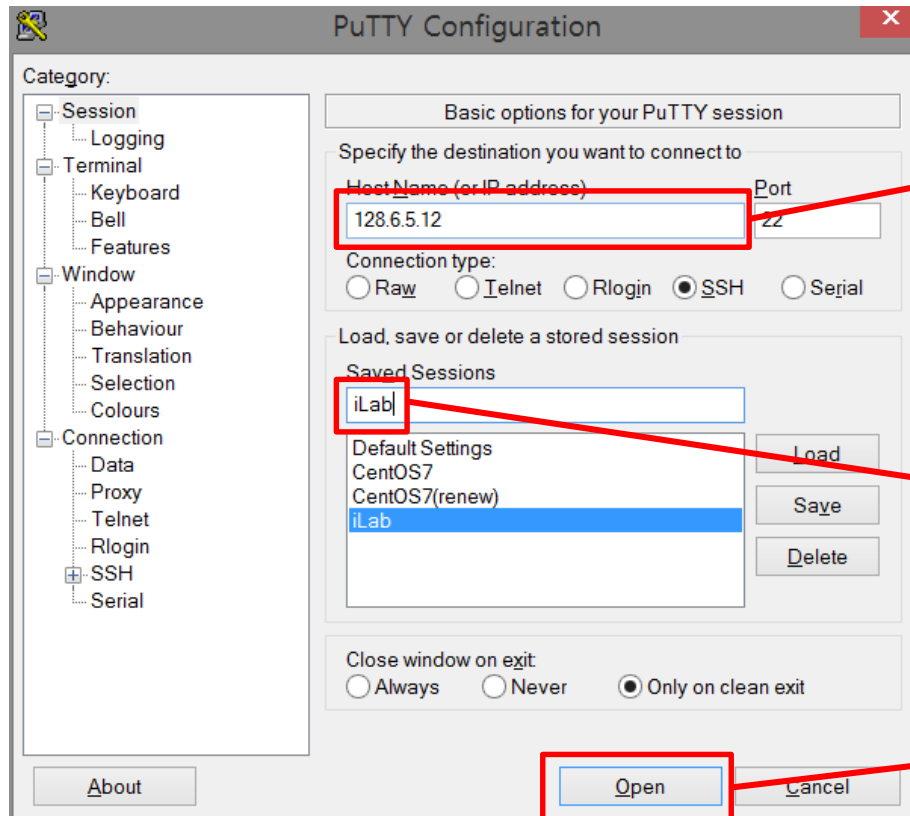 PuTTY Configuration
Category:
Session
Logging
Terminal
Keyboard
Bell
Features
Window
Appearance
Behaviour
Translation
Selection
Colours
Connection
Data
Proxy
Telnet
Rlogin
SSH
Serial
Basic options for your PuTTY session
Specify the destination you want to connect to
Host Name (or IP address) Port
128.6.5.12 22
Connection type:
Raw Telnet Rlogin SSH Serial
Load, save or delete a stored session
Saved Sessions
iLab
Default Settings
CentOS7
CentOS7(renew)
iLab
Load
Save
Delete
Close window on exit:
Always Never Only on clean exit
About Open Cancel